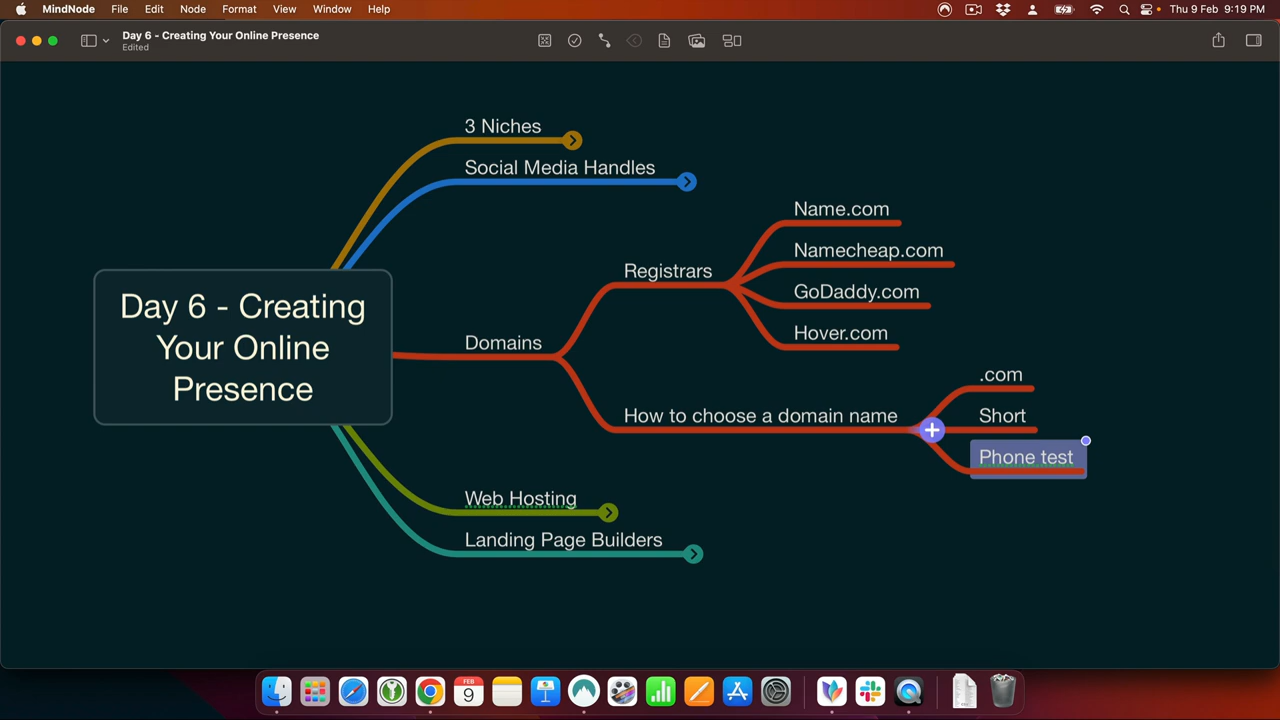 MindNode File Edit Node Format View Window Help Thu 9 Feb 9:19 PM
Day 6 - Creating Your Online Presence
Edited
3 Niches
Social Media Handles
Name.com
Namecheap.com
Registrars
GoDaddy.com
Hover.com
Day 6 - Creating
Your Online
Presence
Domains
.com
How to choose a domain name
Short
Phone test
Web Hosting
Landing Page Builders
FEB
9